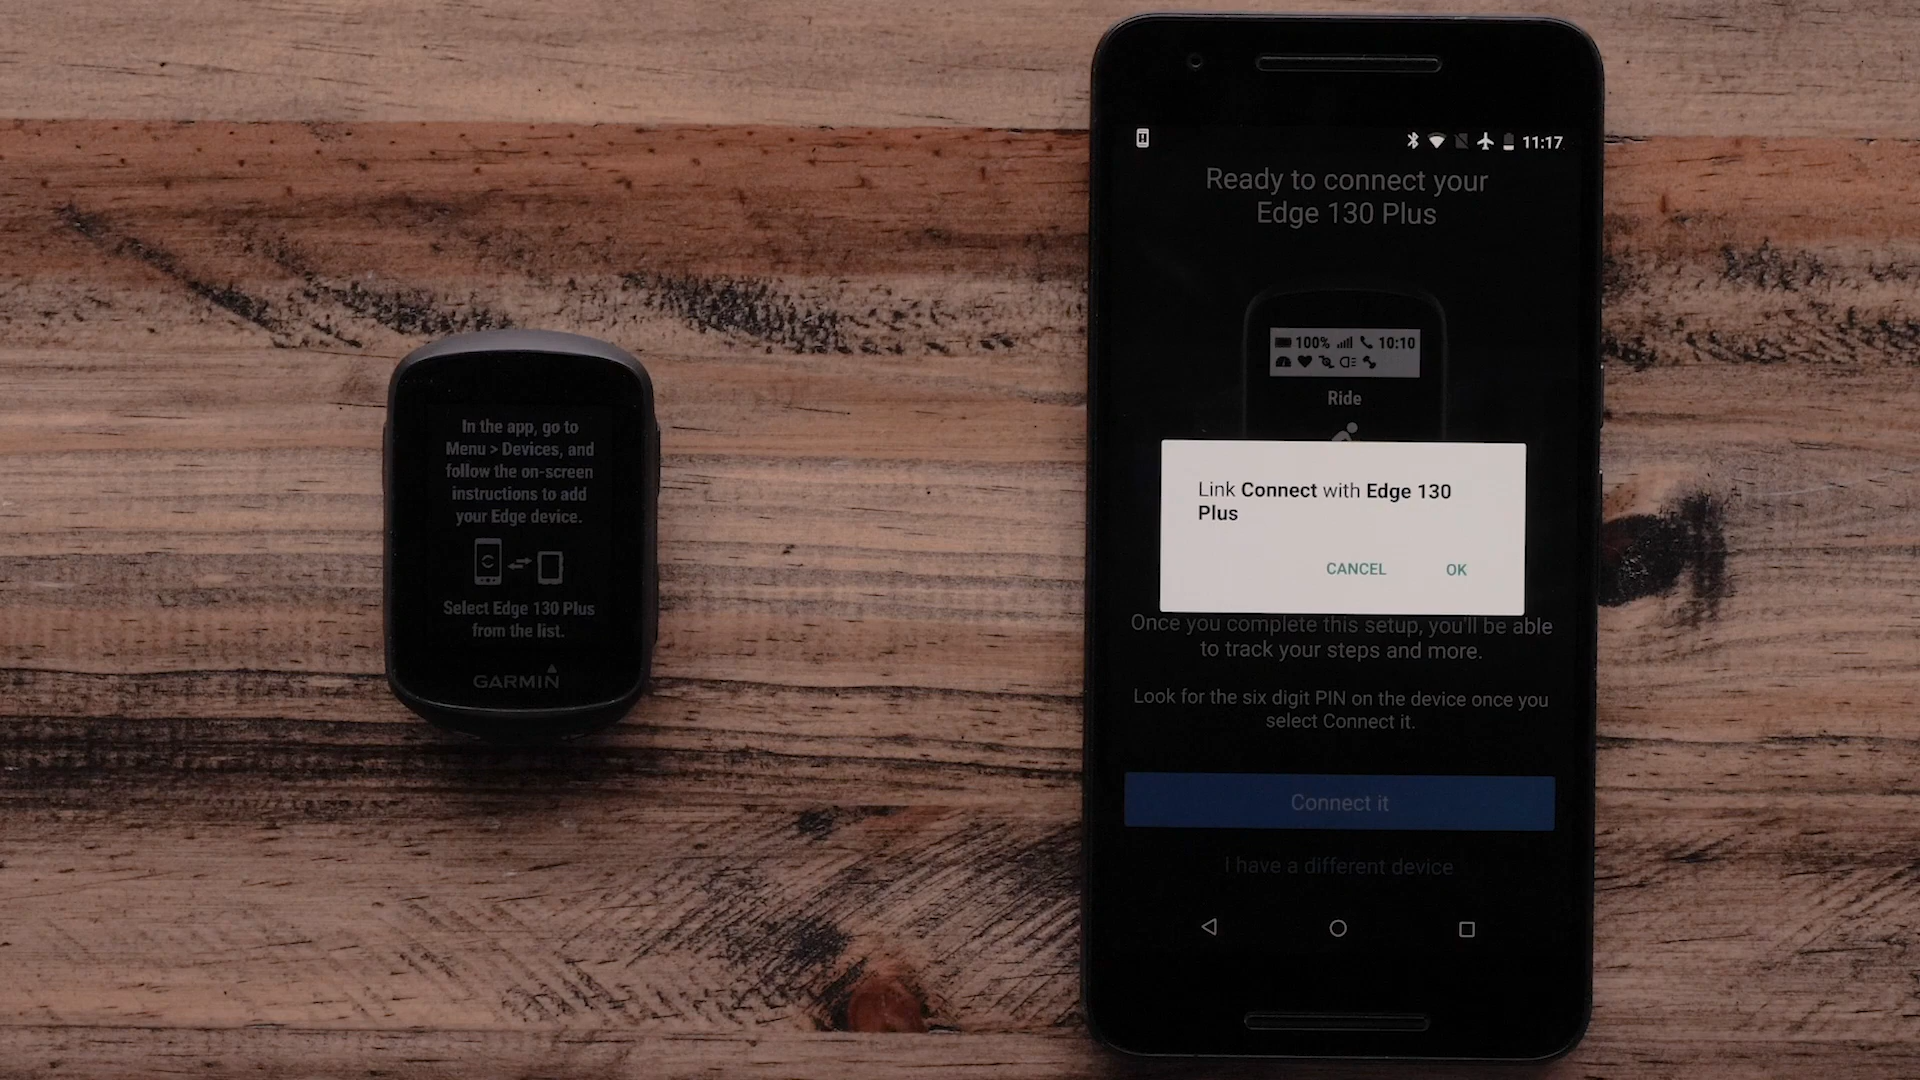 In the app, go to
Menu > Devices, and
follow the on-screen
instructions to add
your Edge device.
Select Edge 130 Plus
from the list.
GARMIN
11:17
Ready to connect your
Edge 130 Plus
100% 10:10
Ride
Link Connect with Edge 130
Plus
CANCEL OK
Once you complete this setup, you'll be able
to track your steps and more.
Look for the six digit PIN on the device once you
select Connect it.
Connect it
I have a different device